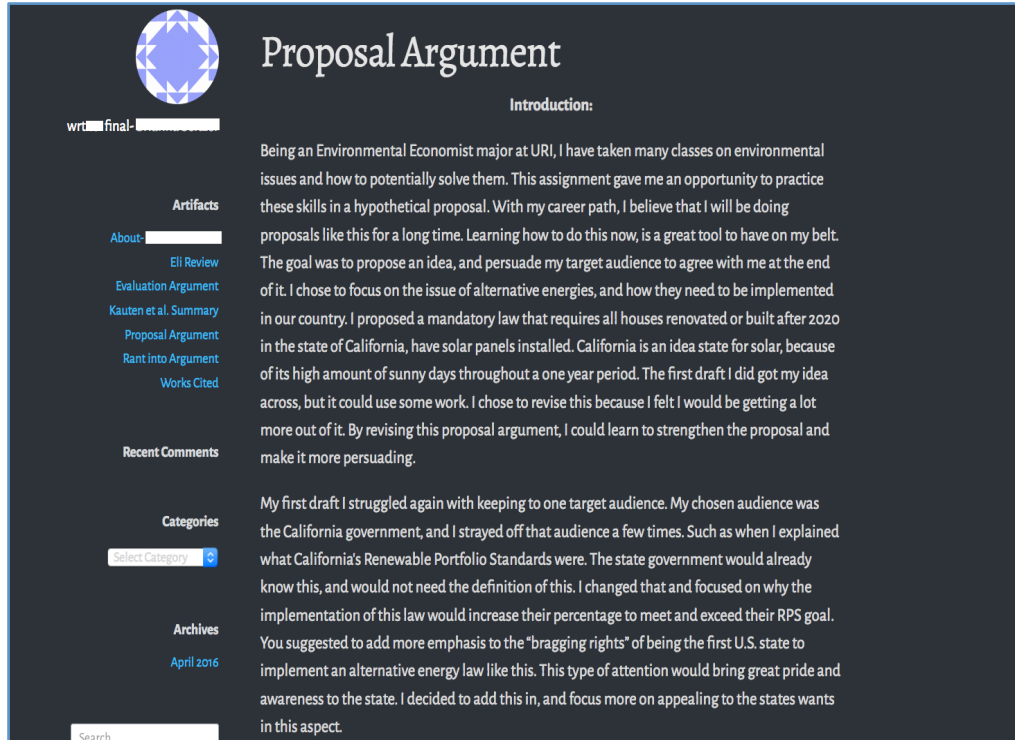 Proposal Argument
Introduction:
wrt final-
Being an Environmental Economist major at URI, I have taken many classes on environmental
issues and how to potentially solve them. This assignment gave me an opportunity to practice
these skills in a hypothetical proposal. With my career path, I believe that I will be doing
proposals like this for a long time. Learning how to do this now, is a great tool to have on my belt.
The goal was to propose an idea, and persuade my target audience to agree with me at the end
of it. I chose to focus on the issue of alternative energies, and how they need to be implemented
in our country. I proposed a mandatory law that requires all houses renovated or built after 2020
in the state of California, have solar panels installed. California is an idea state for solar, because
of its high amount of sunny days throughout a one year period. The first draft I did got my idea
across, but it could use some work. I chose to revise this because I felt I would be getting a lot
more out of it. By revising this proposal argument, I could learn to strengthen the proposal and
make it more persuading.
My first draft I struggled again with keeping to one target audience. My chosen audience was
the California government, and I strayed off that audience a few times. Such as when I explained
what California's Renewable Portfolio Standards were. The state government would already
know this, and would not need the definition of this. I changed that and focused on why the
implementation of this law would increase their percentage to meet and exceed their RPS goal.
You suggested to add more emphasis to the “bragging rights” of being the first U.S. state to
implement an alternative energy law like this. This type of attention would bring great pride and
awareness to the state. I decided to add this in, and focus more on appealing to the states wants
in this aspect.
Artifacts
About-
Eli Review
Evaluation Argument
Kauten et al. Summary
Proposal Argument
Rant into Argument
Works Cited
Recent Comments
Categories
Select Category
Archives
April 2016
Search